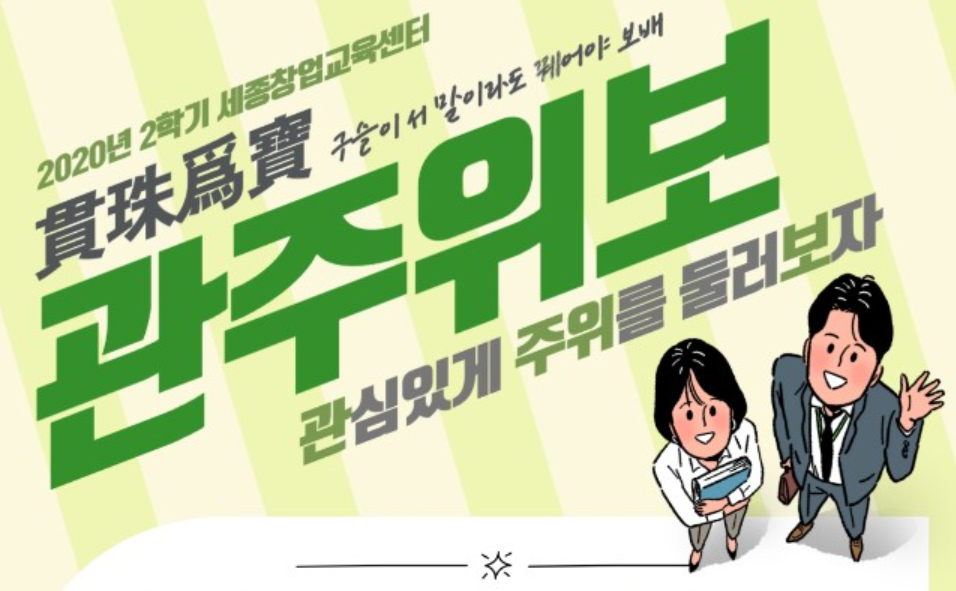 2020년 2학기 세종창업교육센터
貫珠爲寶 구슬이 서 말이라도 꿰어야 보배
관주위보
관심있게 주위를 둘러보자